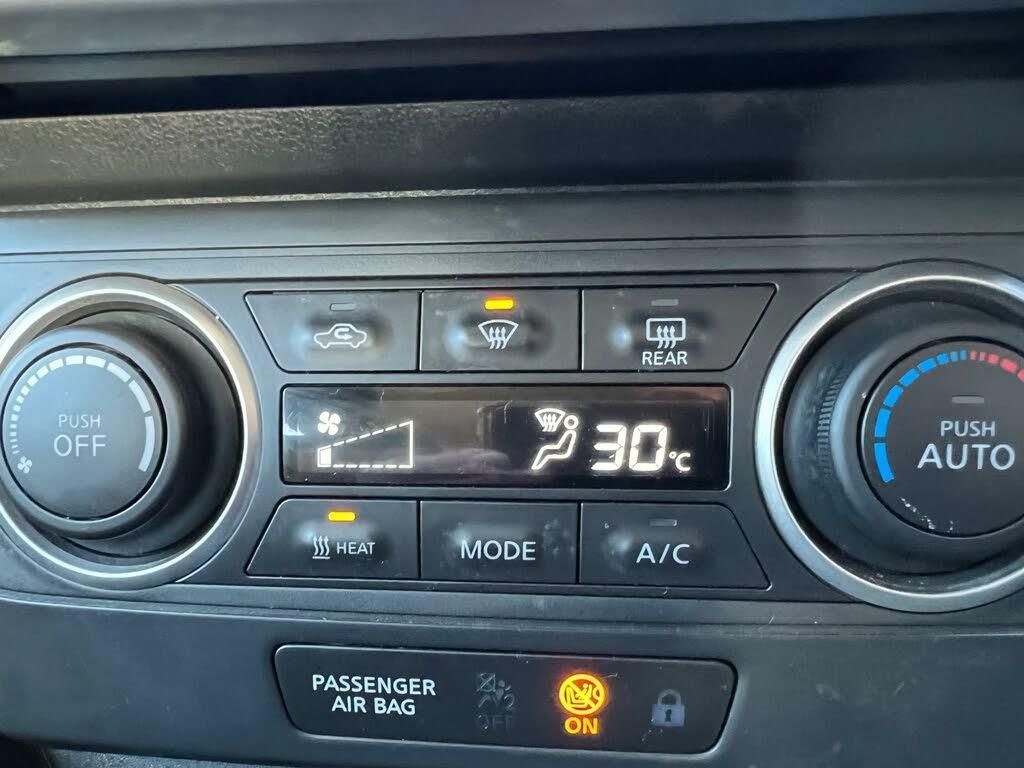 REAR
PUSH
OFF
30°C
PUSH
AUTO
HEAT
MODE
A/C
PASSENGER
AIR BAG
OFF
ON